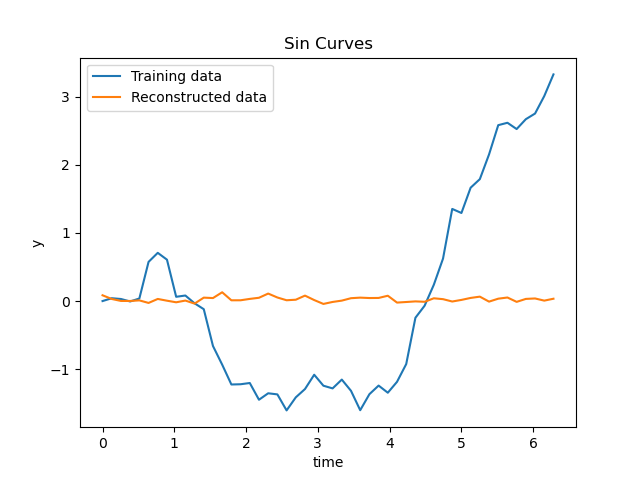 Sin Curves
Training data
Reconstructed data
3
2
1
0
−1
y
0 1 2 3 4 5 6
time